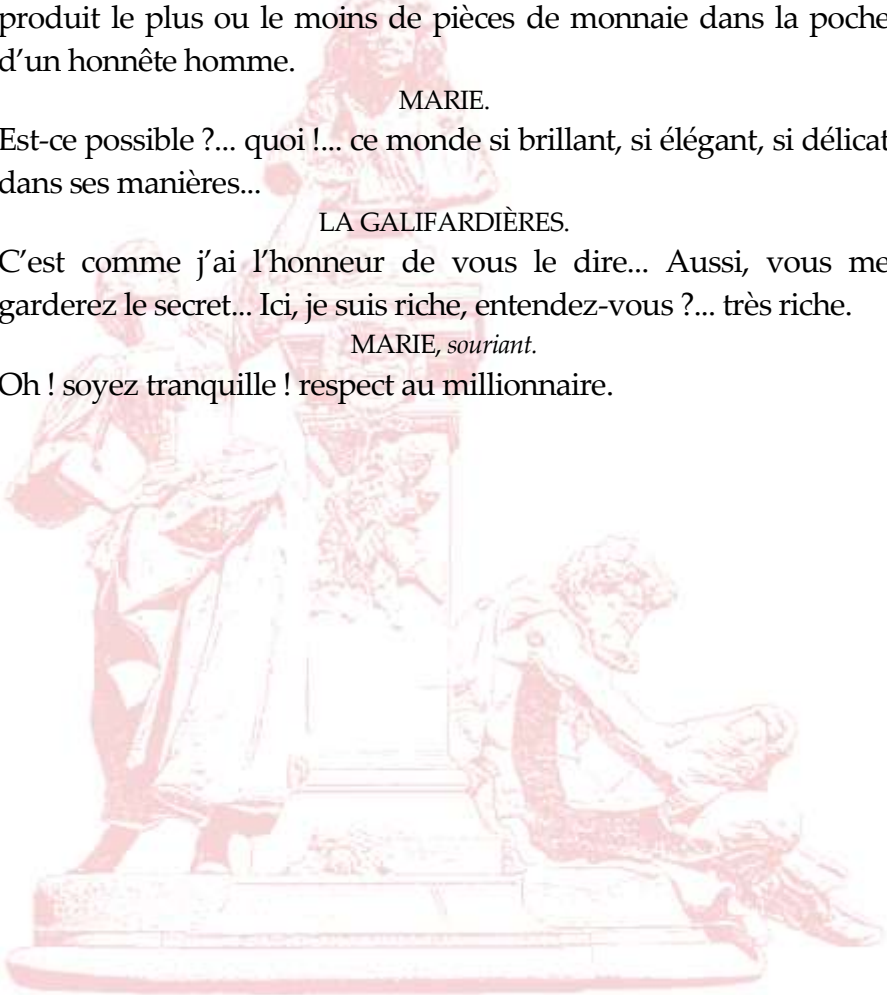 produit le plus ou le moins de pièces de monnaie dans la poche
d’un honnête homme.
MARIE.
Est-ce possible ?... quoi !... ce monde si brillant, si élégant, si délicat
dans ses manières...
LA GALIFARDIÈRES.
C’est comme j’ai l’honneur de vous le dire... Aussi, vous me
garderez le secret... Ici, je suis riche, entendez-vous ?... très riche.
MARIE, souriant.
Oh ! soyez tranquille ! respect au millionnaire.